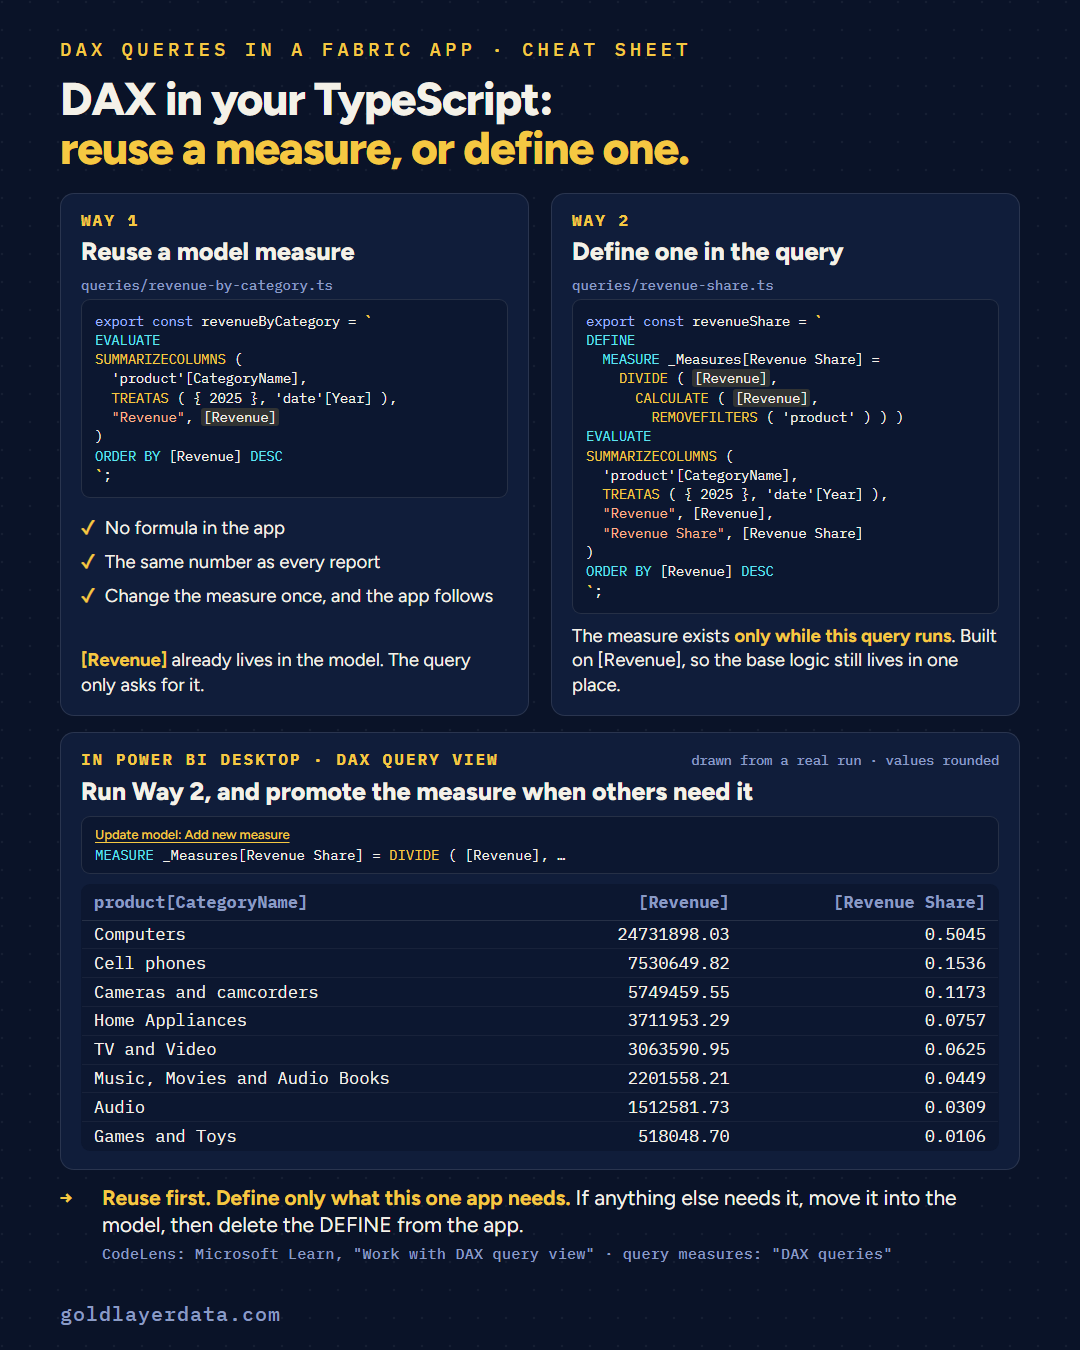 DAX QUERIES IN A FABRIC APP · CHEAT SHEET
DAX in your TypeScript:
reuse a measure, or define one.
WAY 1
Reuse a model measure
queries/revenue-by-category.ts
export const revenueByCategory = `
EVALUATE
SUMMARIZECOLUMNS (
  'product'[CategoryName],
  TREATAS ( { 2025 }, 'date'[Year] ),
  "Revenue", [Revenue]
)
ORDER BY [Revenue] DESC
`;
✓ No formula in the app
✓ The same number as every report
✓ Change the measure once, and the app follows
[Revenue] already lives in the model. The query
only asks for it.
WAY 2
Define one in the query
queries/revenue-share.ts
export const revenueShare = `
DEFINE
  MEASURE _Measures[Revenue Share] =
    DIVIDE ( [Revenue],
      CALCULATE ( [Revenue],
        REMOVEFILTERS ( 'product' ) ) )
EVALUATE
SUMMARIZECOLUMNS (
  'product'[CategoryName],
  TREATAS ( { 2025 }, 'date'[Year] ),
  "Revenue", [Revenue],
  "Revenue Share", [Revenue Share]
)
ORDER BY [Revenue] DESC
`;
The measure exists only while this query runs. Built
on [Revenue], so the base logic still lives in one
place.
IN POWER BI DESKTOP · DAX QUERY VIEW
drawn from a real run · values rounded
Run Way 2, and promote the measure when others need it
Update model: Add new measure
MEASURE _Measures[Revenue Share] = DIVIDE ( [Revenue], …
product[CategoryName] [Revenue] [Revenue Share]
Computers 24731898.03 0.5045
Cell phones 7530649.82 0.1536
Cameras and camcorders 5749459.55 0.1173
Home Appliances 3711953.29 0.0757
TV and Video 3063590.95 0.0625
Music, Movies and Audio Books 2201558.21 0.0449
Audio 1512581.73 0.0309
Games and Toys 518048.70 0.0106
→ Reuse first. Define only what this one app needs. If anything else needs it, move it into the
model, then delete the DEFINE from the app.
CodeLens: Microsoft Learn, "Work with DAX query view" · query measures: "DAX queries"
goldlayerdata.com